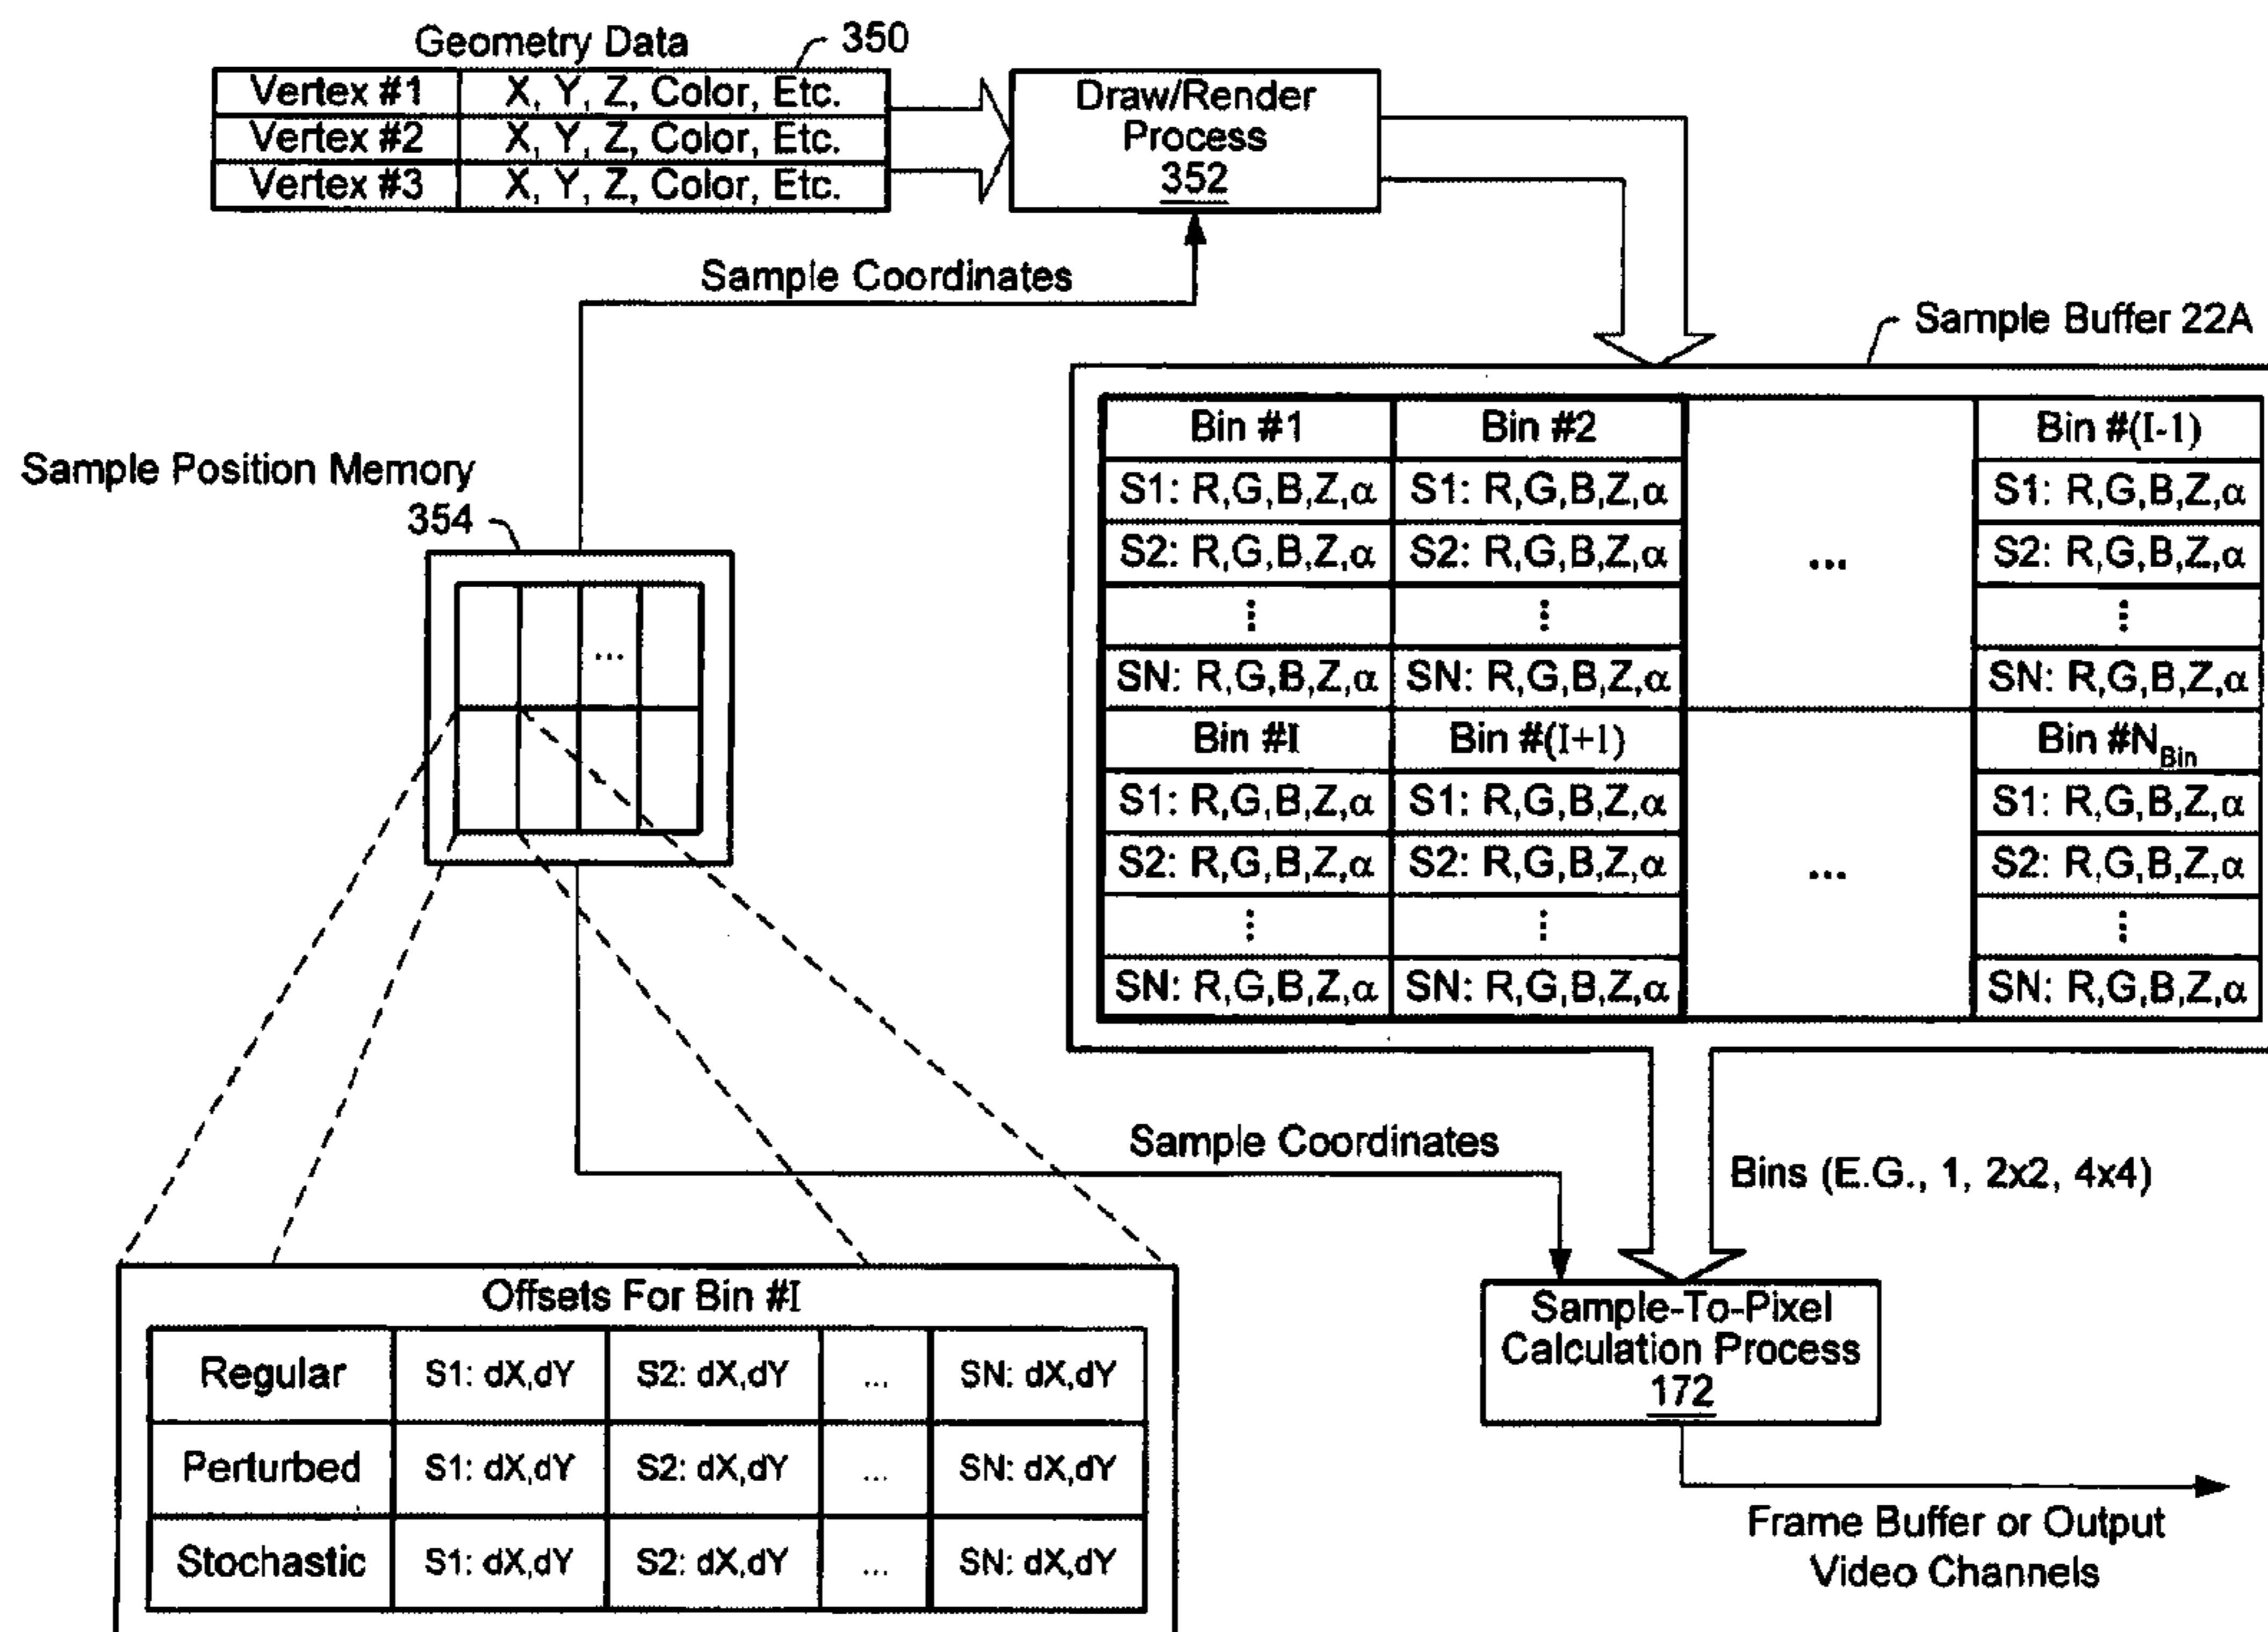 Geometry Data
350
Vertex #1 X, Y, Z, Color, Etc.
Vertex #2 X, Y, Z, Color, Etc.
Vertex #3 X, Y, Z, Color, Etc.
Draw/Render
Process
352
Sample Coordinates
Sample Buffer 22A
Sample Position Memory
354
...
Bin #1 Bin #2 Bin #(I-1)
S1: R,G,B,Z,α S1: R,G,B,Z,α S1: R,G,B,Z,α
S2: R,G,B,Z,α S2: R,G,B,Z,α ... S2: R,G,B,Z,α
⋮ ⋮ ⋮
SN: R,G,B,Z,α SN: R,G,B,Z,α SN: R,G,B,Z,α
Bin #I Bin #(I+1) Bin #N_Bin
S1: R,G,B,Z,α S1: R,G,B,Z,α S1: R,G,B,Z,α
S2: R,G,B,Z,α S2: R,G,B,Z,α ... S2: R,G,B,Z,α
⋮ ⋮ ⋮
SN: R,G,B,Z,α SN: R,G,B,Z,α SN: R,G,B,Z,α
Sample Coordinates
Bins (E.G., 1, 2x2, 4x4)
Offsets For Bin #I
Regular S1: dX,dY S2: dX,dY ... SN: dX,dY
Perturbed S1: dX,dY S2: dX,dY ... SN: dX,dY
Stochastic S1: dX,dY S2: dX,dY ... SN: dX,dY
Sample-To-Pixel
Calculation Process
172
Frame Buffer or Output
Video Channels